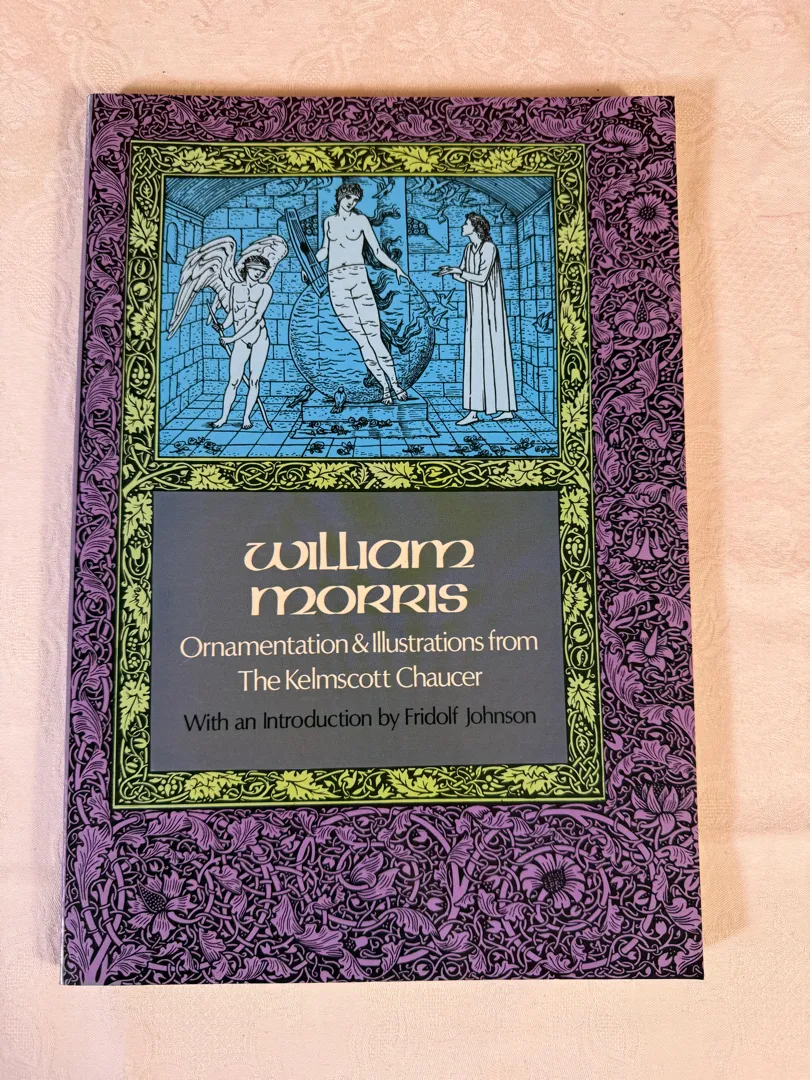 William
Morris
Ornamentation & Illustrations from
The Kelmscott Chaucer
With an Introduction by Fridolf Johnson